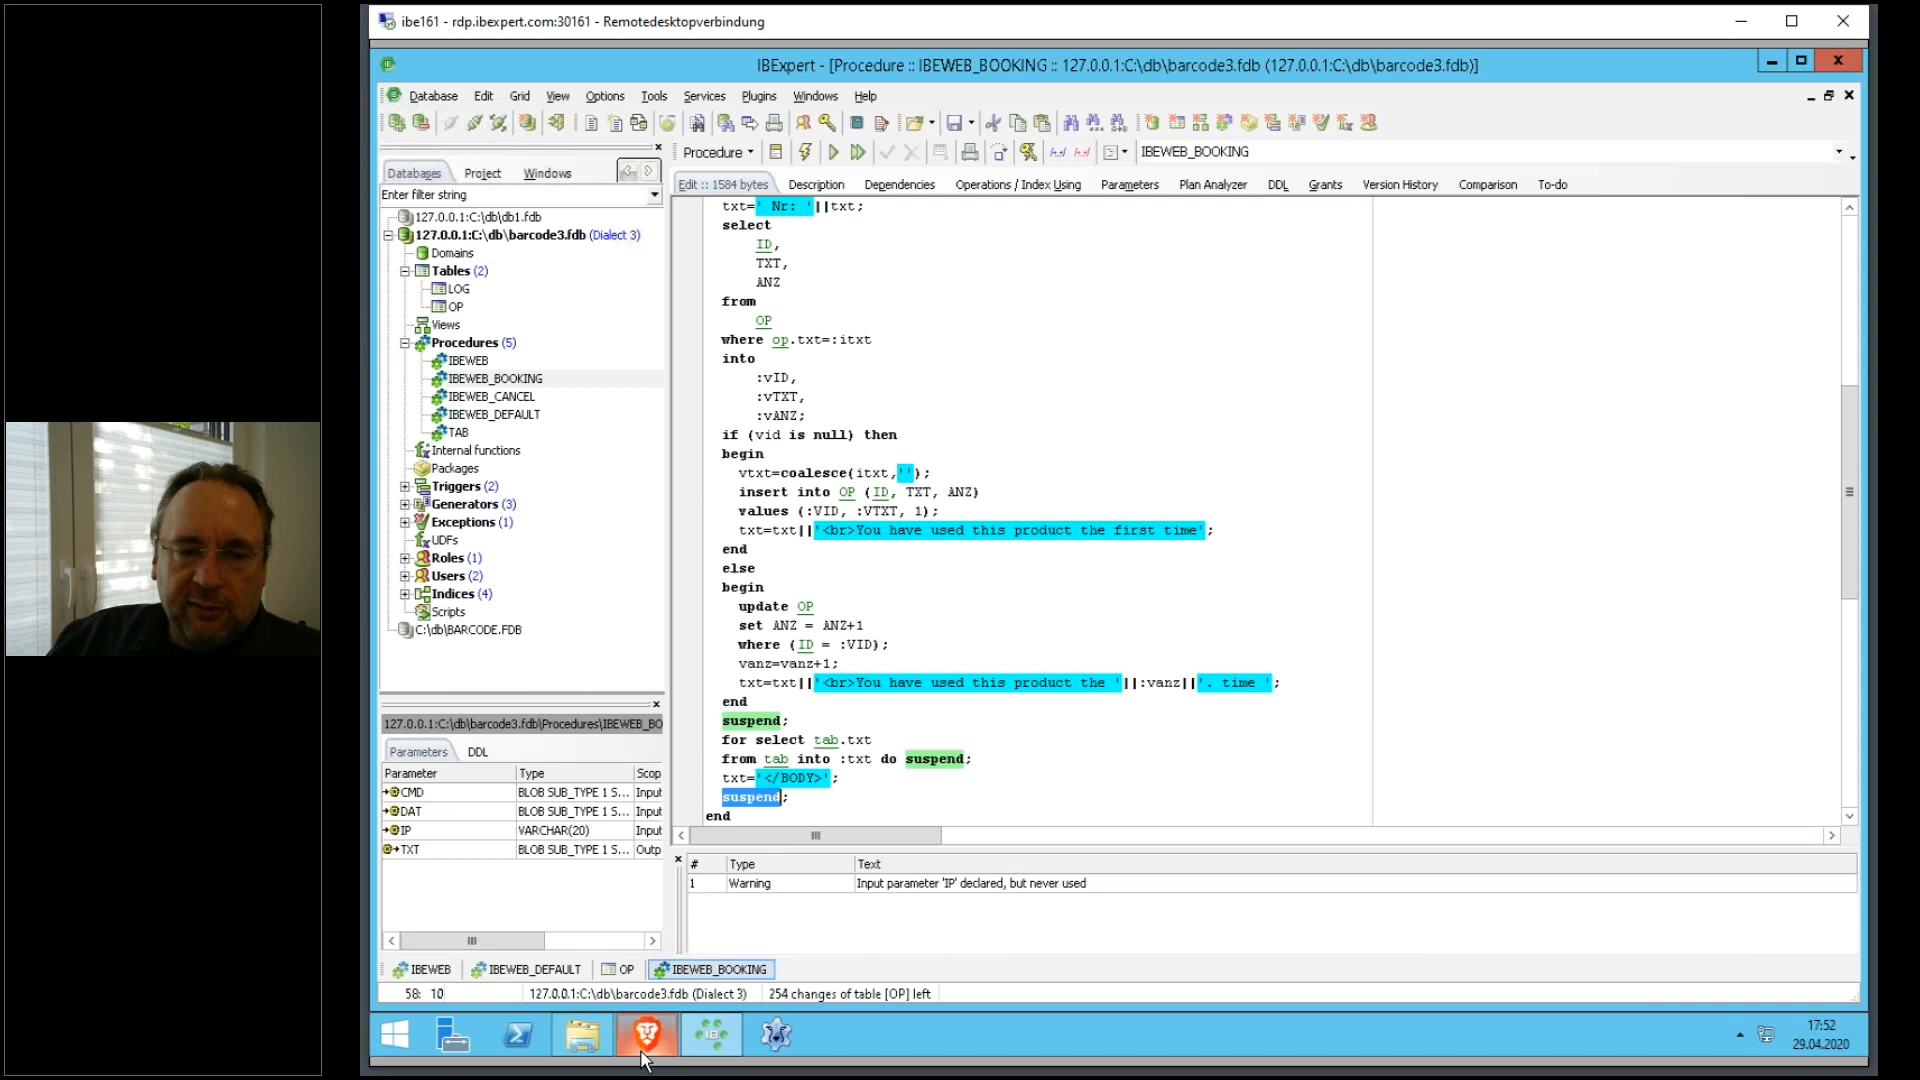 ibe161 - rdp.ibexpert.com:30161 - Remotedesktopverbindung
IBExpert - [Procedure :: IBEWEB_BOOKING :: 127.0.0.1:C:\db\barcode3.fdb (127.0.0.1:C:\db\barcode3.fdb)]
Database Edit Grid View Options Tools Services Plugins Windows Help
Procedure IBEWEB_BOOKING
Databases Project Windows
Enter filter string
127.0.0.1:C:\db\db1.fdb
127.0.0.1:C:\db\barcode3.fdb (Dialect 3)
Domains
Tables (2)
LOG
OP
Views
Procedures (5)
IBEWEB
IBEWEB_BOOKING
IBEWEB_CANCEL
IBEWEB_DEFAULT
TAB
Internal functions
Packages
Triggers (2)
Generators (3)
Exceptions (1)
UDFs
Roles (1)
Users (2)
Indices (4)
Scripts
C:\db\BARCODE.FDB
127.0.0.1:C:\db\barcode3.fdb\Procedures\IBEWEB_BO
Parameters DDL
Parameter Type Scop
CMD BLOB SUB_TYPE 1 S... Input
DAT BLOB SUB_TYPE 1 S... Input
IP VARCHAR(20) Input
TXT BLOB SUB_TYPE 1 S... Outp
Edit :: 1584 bytes Description Dependencies Operations / Index Using Parameters Plan Analyzer DDL Grants Version History Comparison To-do
txt=' Nr: '||txt;
select
ID,
TXT,
ANZ
from
OP
where op.txt=:itxt
into
:vID,
:vTXT,
:vANZ;
if (vid is null) then
begin
vtxt=coalesce(itxt,'');
insert into OP (ID, TXT, ANZ)
values (:VID, :VTXT, 1);
txt=txt||'<br>You have used this product the first time';
end
else
begin
update OP
set ANZ = ANZ+1
where (ID = :VID);
vanz=vanz+1;
txt=txt||'<br>You have used this product the '||:vanz||'. time ';
end
suspend;
for select tab.txt
from tab into :txt do suspend;
txt='</BODY>';
suspend;
end
# Type Text
1 Warning Input parameter 'IP' declared, but never used
IBEWEB IBEWEB_DEFAULT OP IBEWEB_BOOKING
58: 10 127.0.0.1:C:\db\barcode3.fdb (Dialect 3) 254 changes of table [OP] left
17:52
29.04.2020